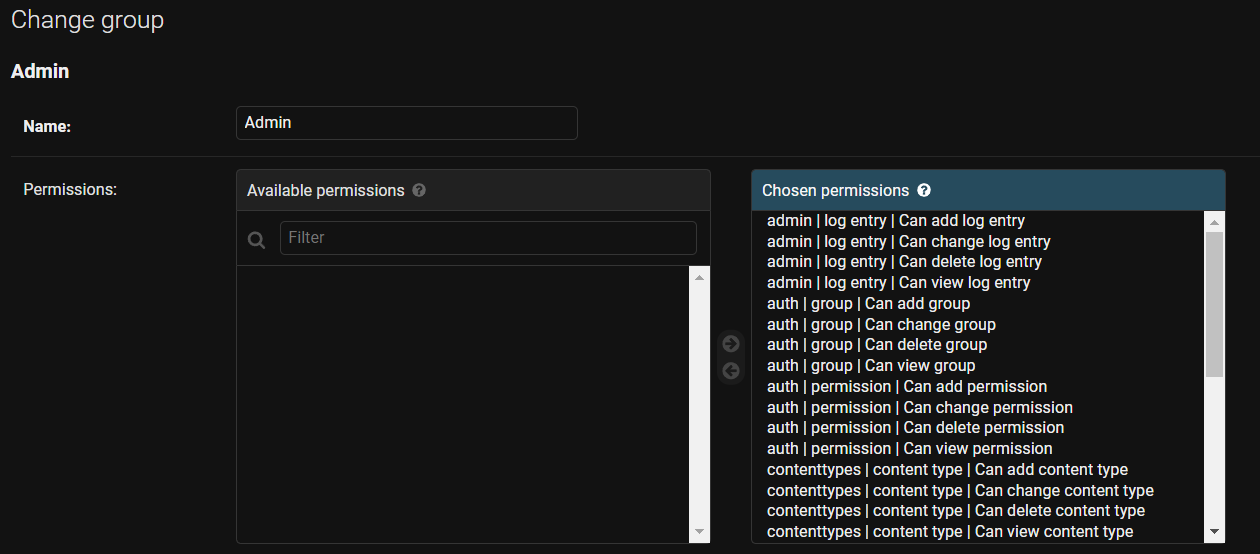 Change group
Admin
Name:
Admin
Permissions:
Available permissions ?
Filter
Chosen permissions ?
admin | log entry | Can add log entry
admin | log entry | Can change log entry
admin | log entry | Can delete log entry
admin | log entry | Can view log entry
auth | group | Can add group
auth | group | Can change group
auth | group | Can delete group
auth | group | Can view group
auth | permission | Can add permission
auth | permission | Can change permission
auth | permission | Can delete permission
auth | permission | Can view permission
contenttypes | content type | Can add content type
contenttypes | content type | Can change content type
contenttypes | content type | Can delete content type
contenttypes | content type | Can view content type